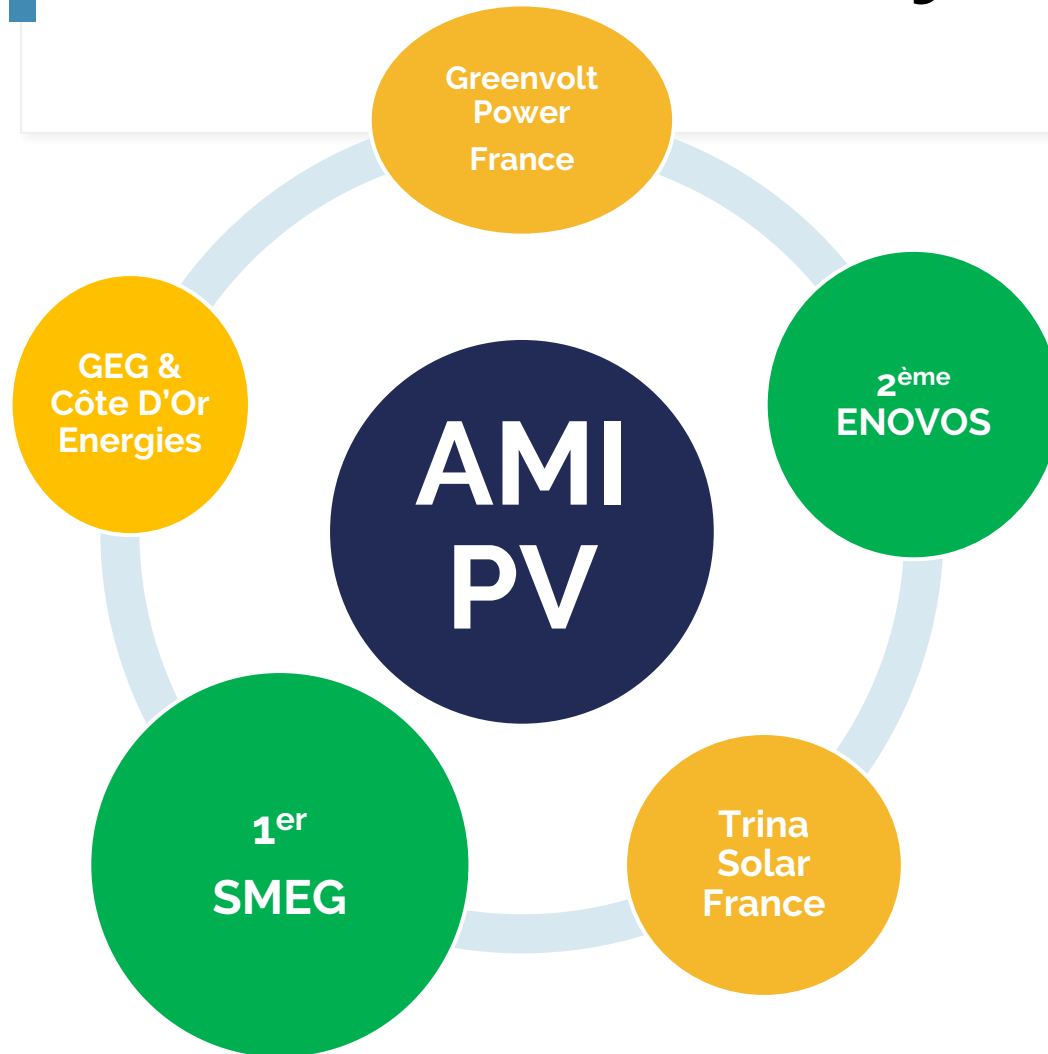 Greenvolt
Power
France
GEG &
Côte D’Or
Energies
2ème
ENOVOS
AMI
PV
1er
SMEG
Trina
Solar
France